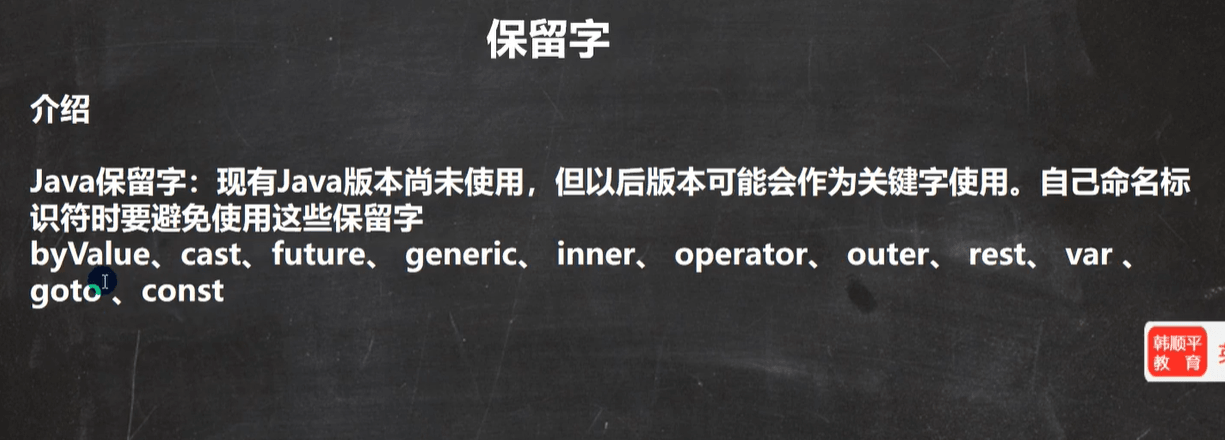 保留字
介绍
Java保留字：现有Java版本尚未使用，但以后版本可能会作为关键字使用。自己命名标
识符时要避免使用这些保留字
byValue、cast、future、 generic、 inner、 operator、 outer、 rest、 var 、
goto 、const
韩顺平
教 育